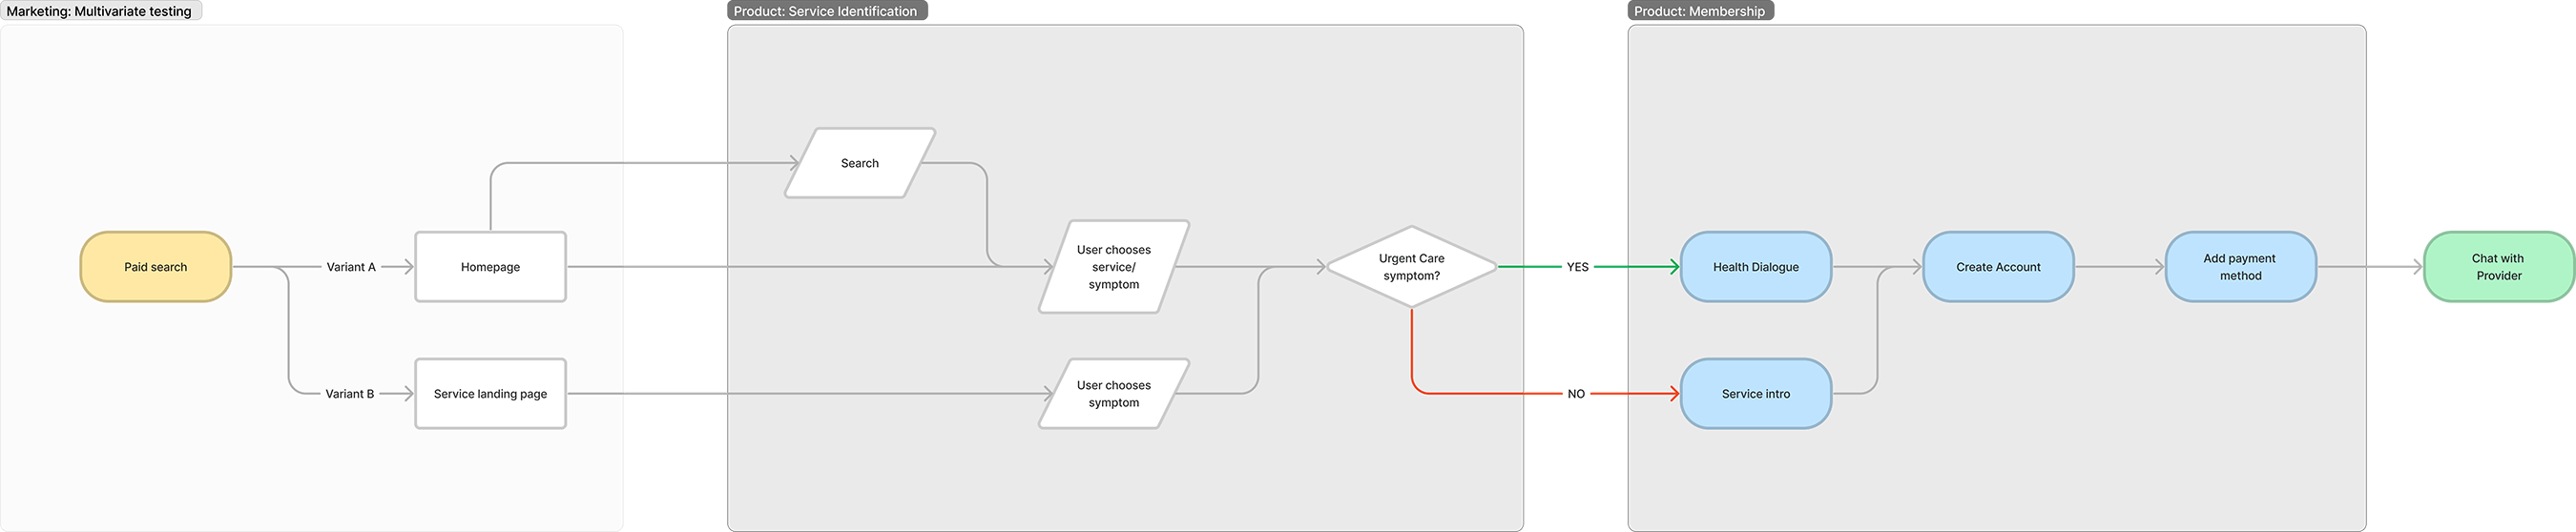 Marketing: Multivariate testing
Product: Service Identification
Product: Membership
Search
Paid search
Variant A
Homepage
User chooses
service/
symptom
Urgent Care
symptom?
YES
Health Dialogue
Create Account
Add payment
method
Chat with
Provider
Variant B
Service landing page
User chooses
symptom
NO
Service intro